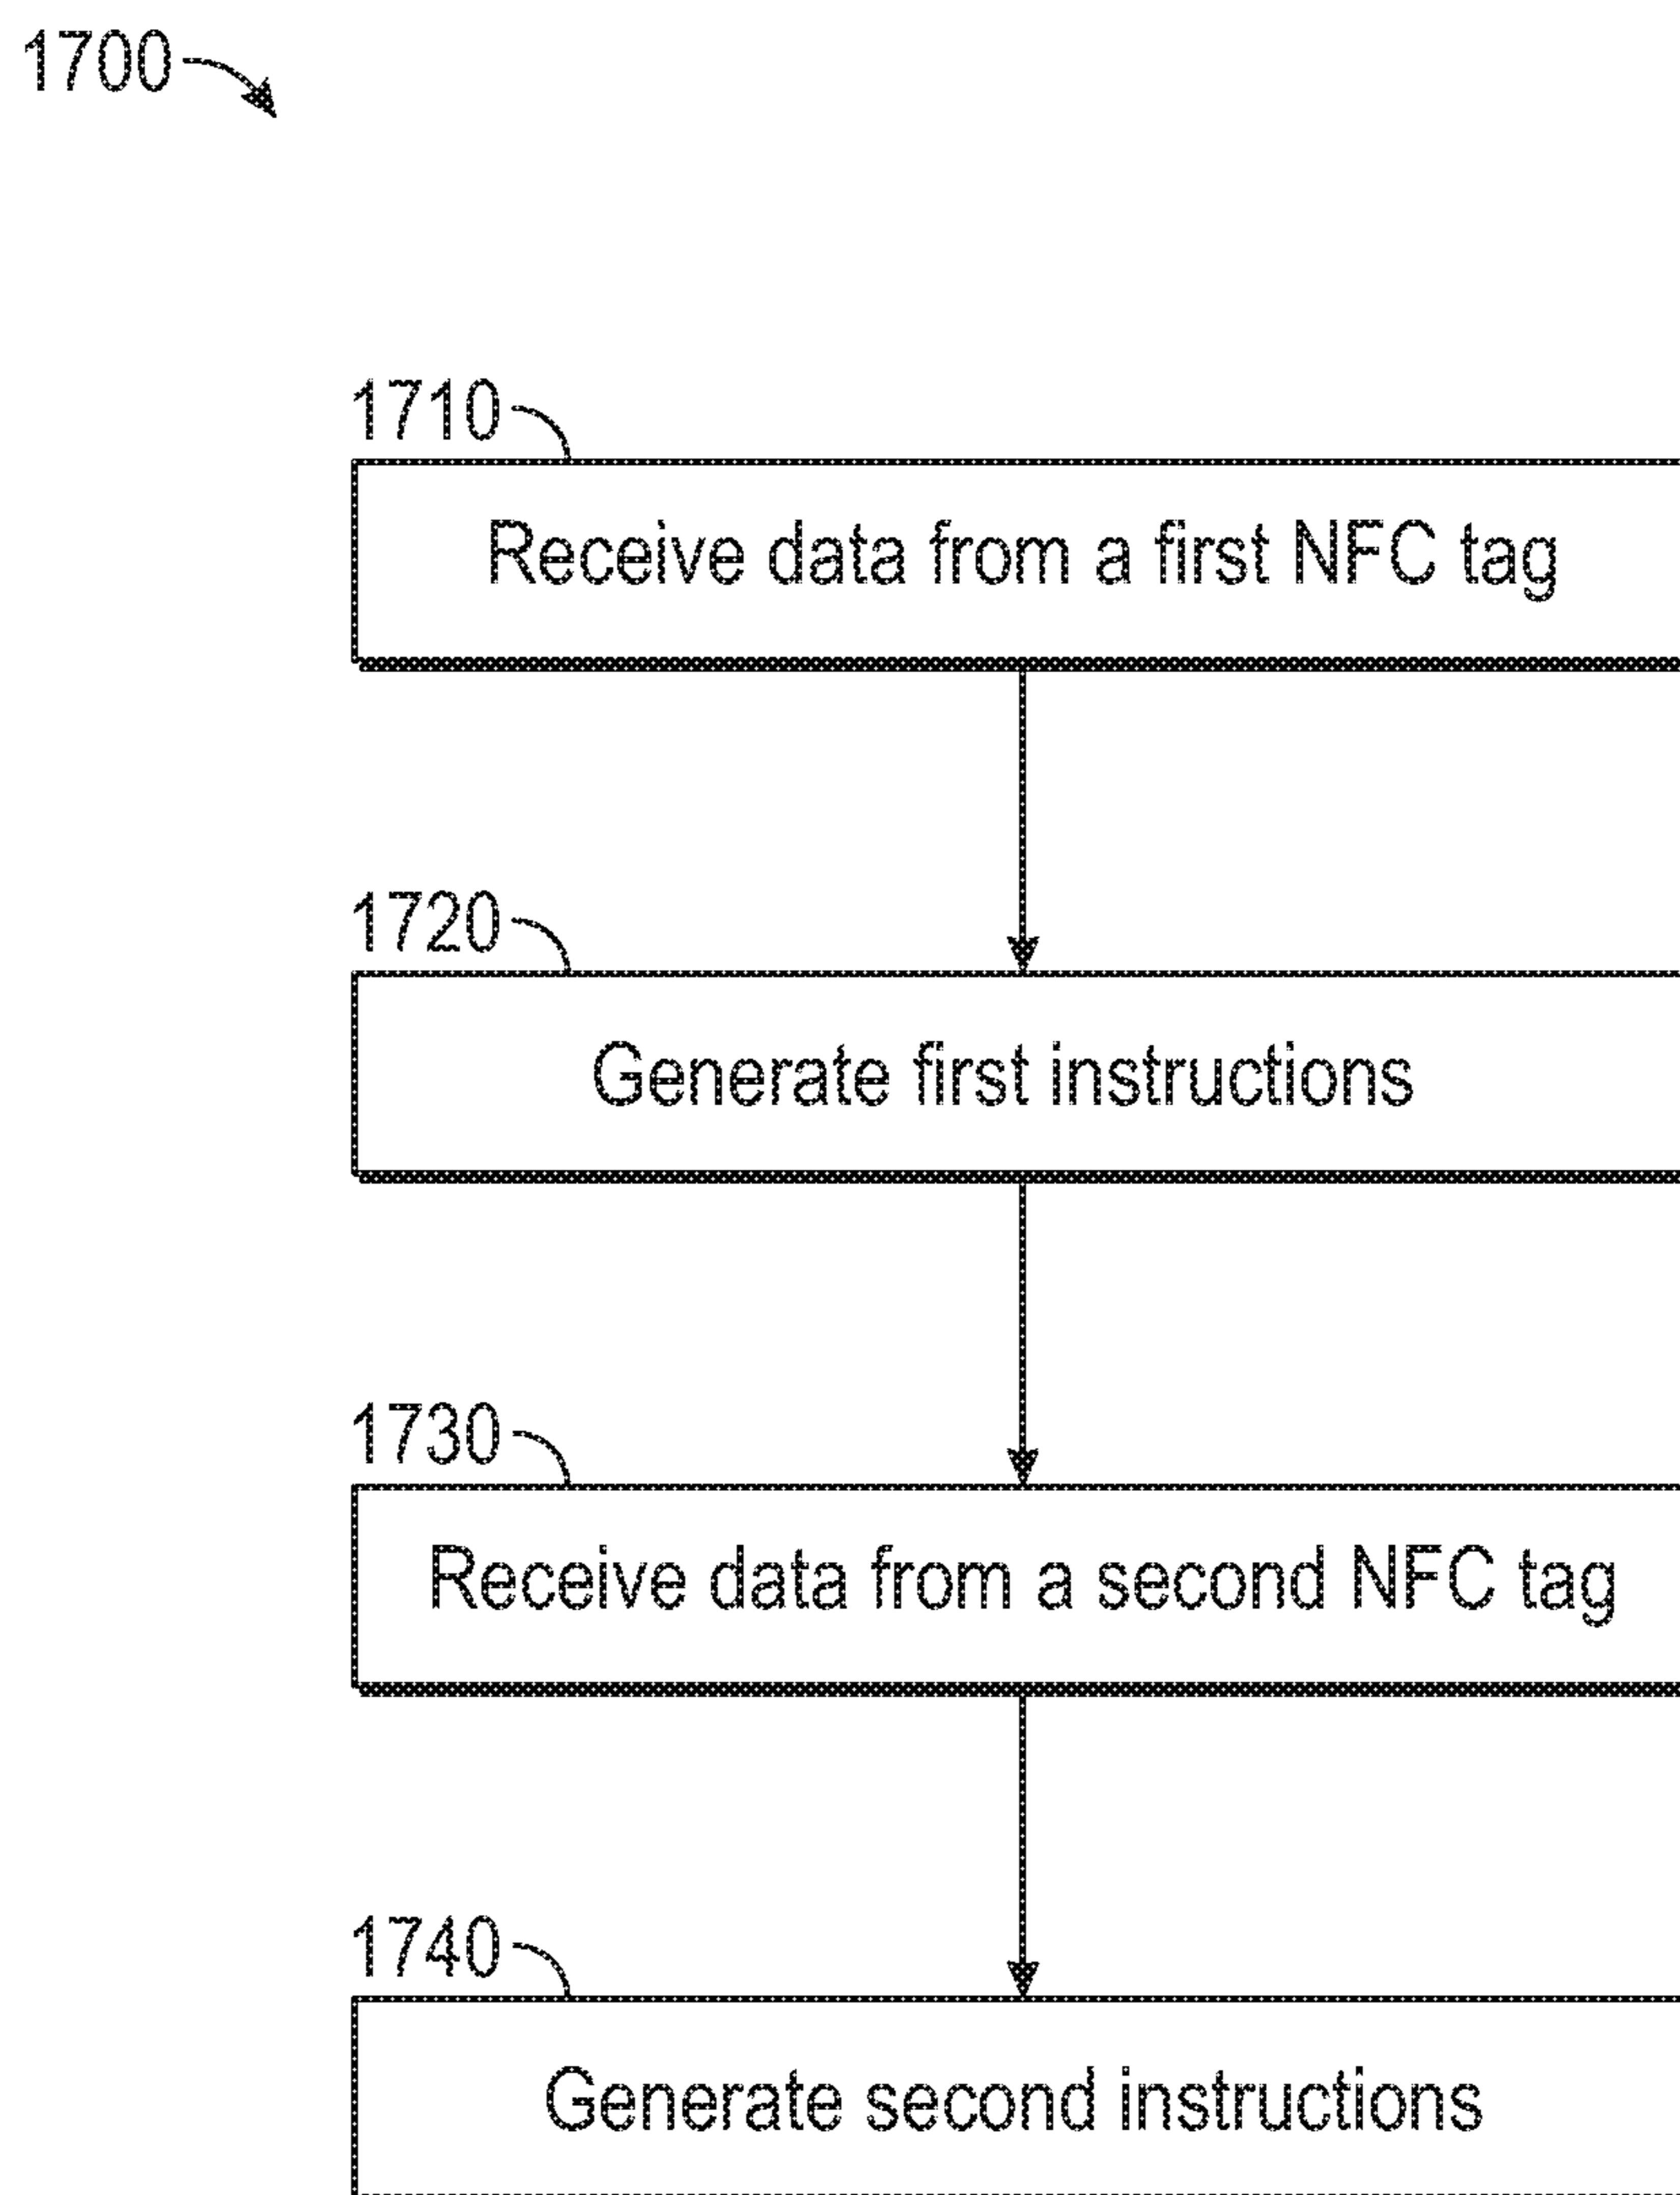 1700
1710
Receive data from a first NFC tag
1720
Generate first instructions
1730
Receive data from a second NFC tag
1740
Generate second instructions